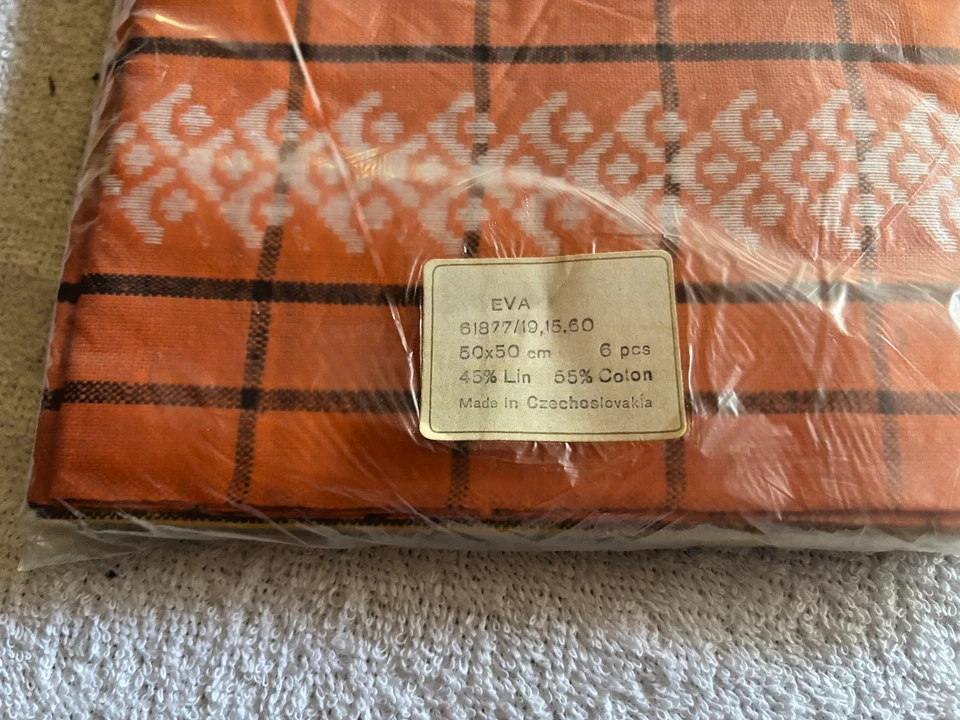 EVA
61877/19,15,60
50x50 cm 6 pcs
45% Lin 55% Coton
Made in Czechoslovakia